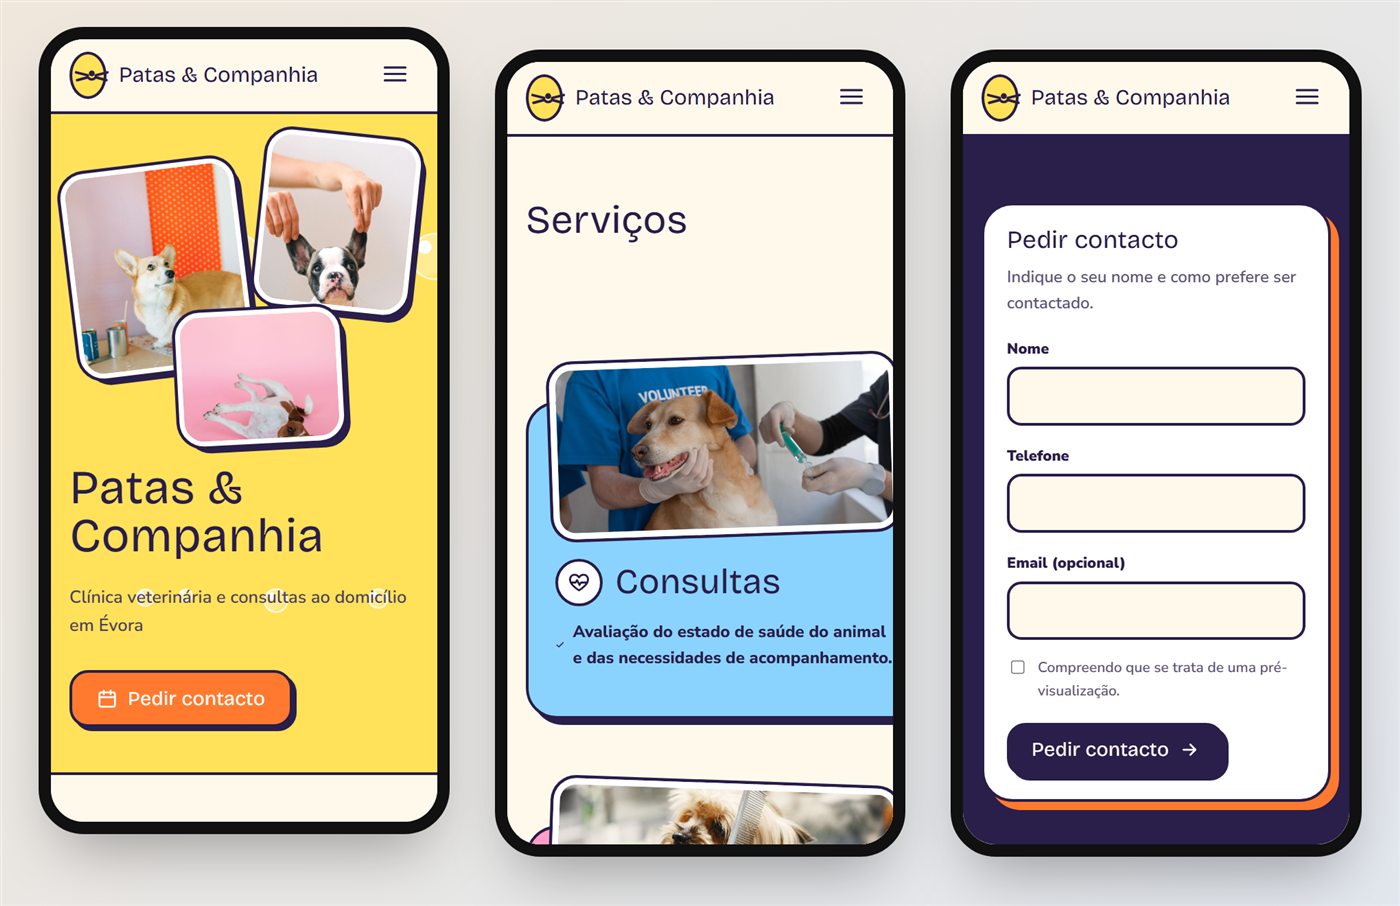 Patas & Companhia
Patas &
Companhia
Clínica veterinária e consultas ao domicílio
em Évora
Pedir contacto
Patas & Companhia
Serviços
VOLUNTEER
Consultas
Avaliação do estado de saúde do animal
e das necessidades de acompanhamento.
Patas & Companhia
Pedir contacto
Indique o seu nome e como prefere ser
contactado.
Nome
Telefone
Email (opcional)
Compreendo que se trata de uma pré-
visualização.
Pedir contacto